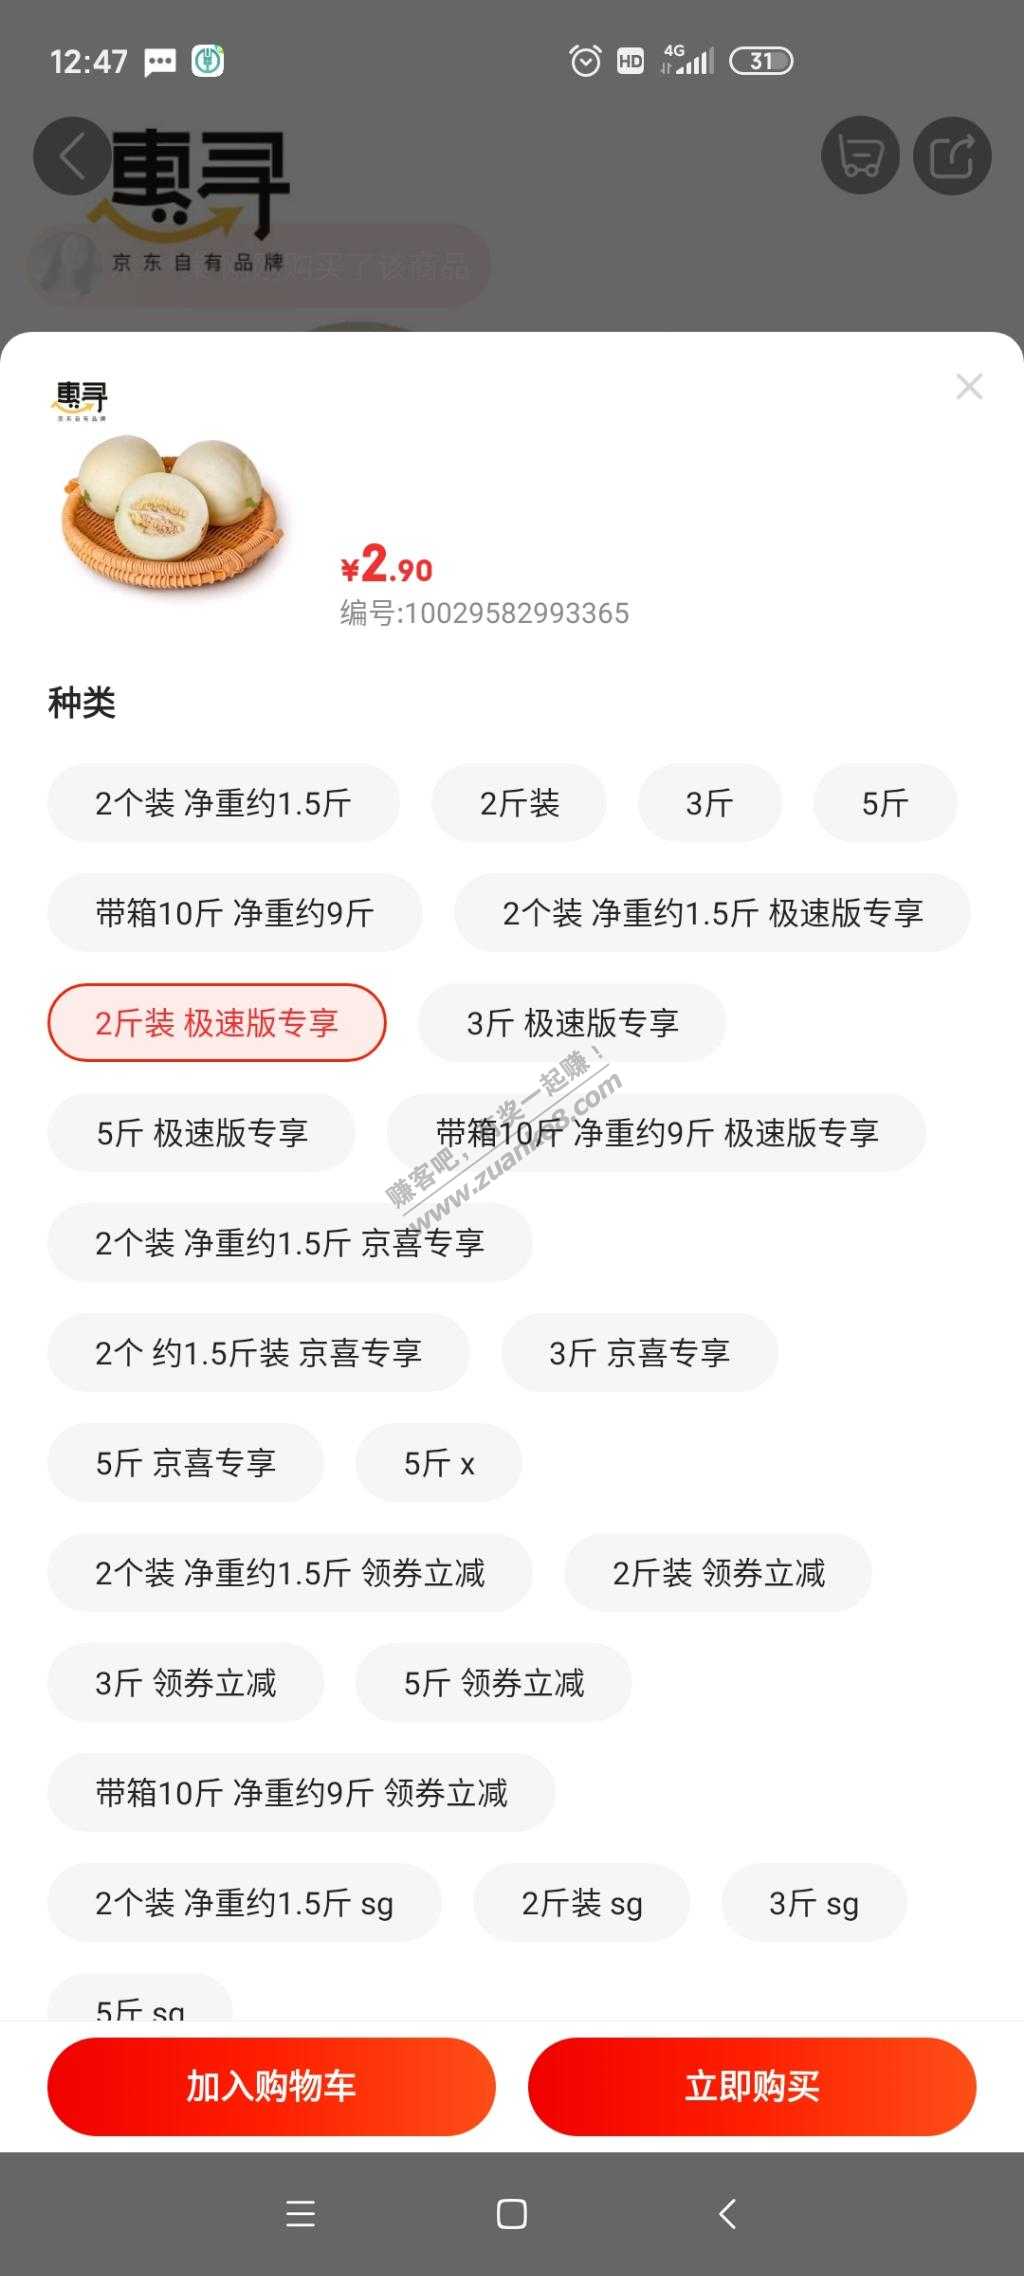 12:47
HD
4G
31
惠寻
京东自有品牌
购买了该商品
惠寻
京东自有品牌
¥2.90
编号:10029582993365
种类
2个装 净重约1.5斤
2斤装
3斤
5斤
带箱10斤 净重约9斤
2个装 净重约1.5斤 极速版专享
2斤装 极速版专享
3斤 极速版专享
5斤 极速版专享
带箱10斤 净重约9斤 极速版专享
赚客吧，有奖一起赚！
www.zuanke8.com
2个装 净重约1.5斤 京喜专享
2个 约1.5斤装 京喜专享
3斤 京喜专享
5斤 京喜专享
5斤 x
2个装 净重约1.5斤 领券立减
2斤装 领券立减
3斤 领券立减
5斤 领券立减
带箱10斤 净重约9斤 领券立减
2个装 净重约1.5斤 sg
2斤装 sg
3斤 sg
5斤 sg
加入购物车
立即购买